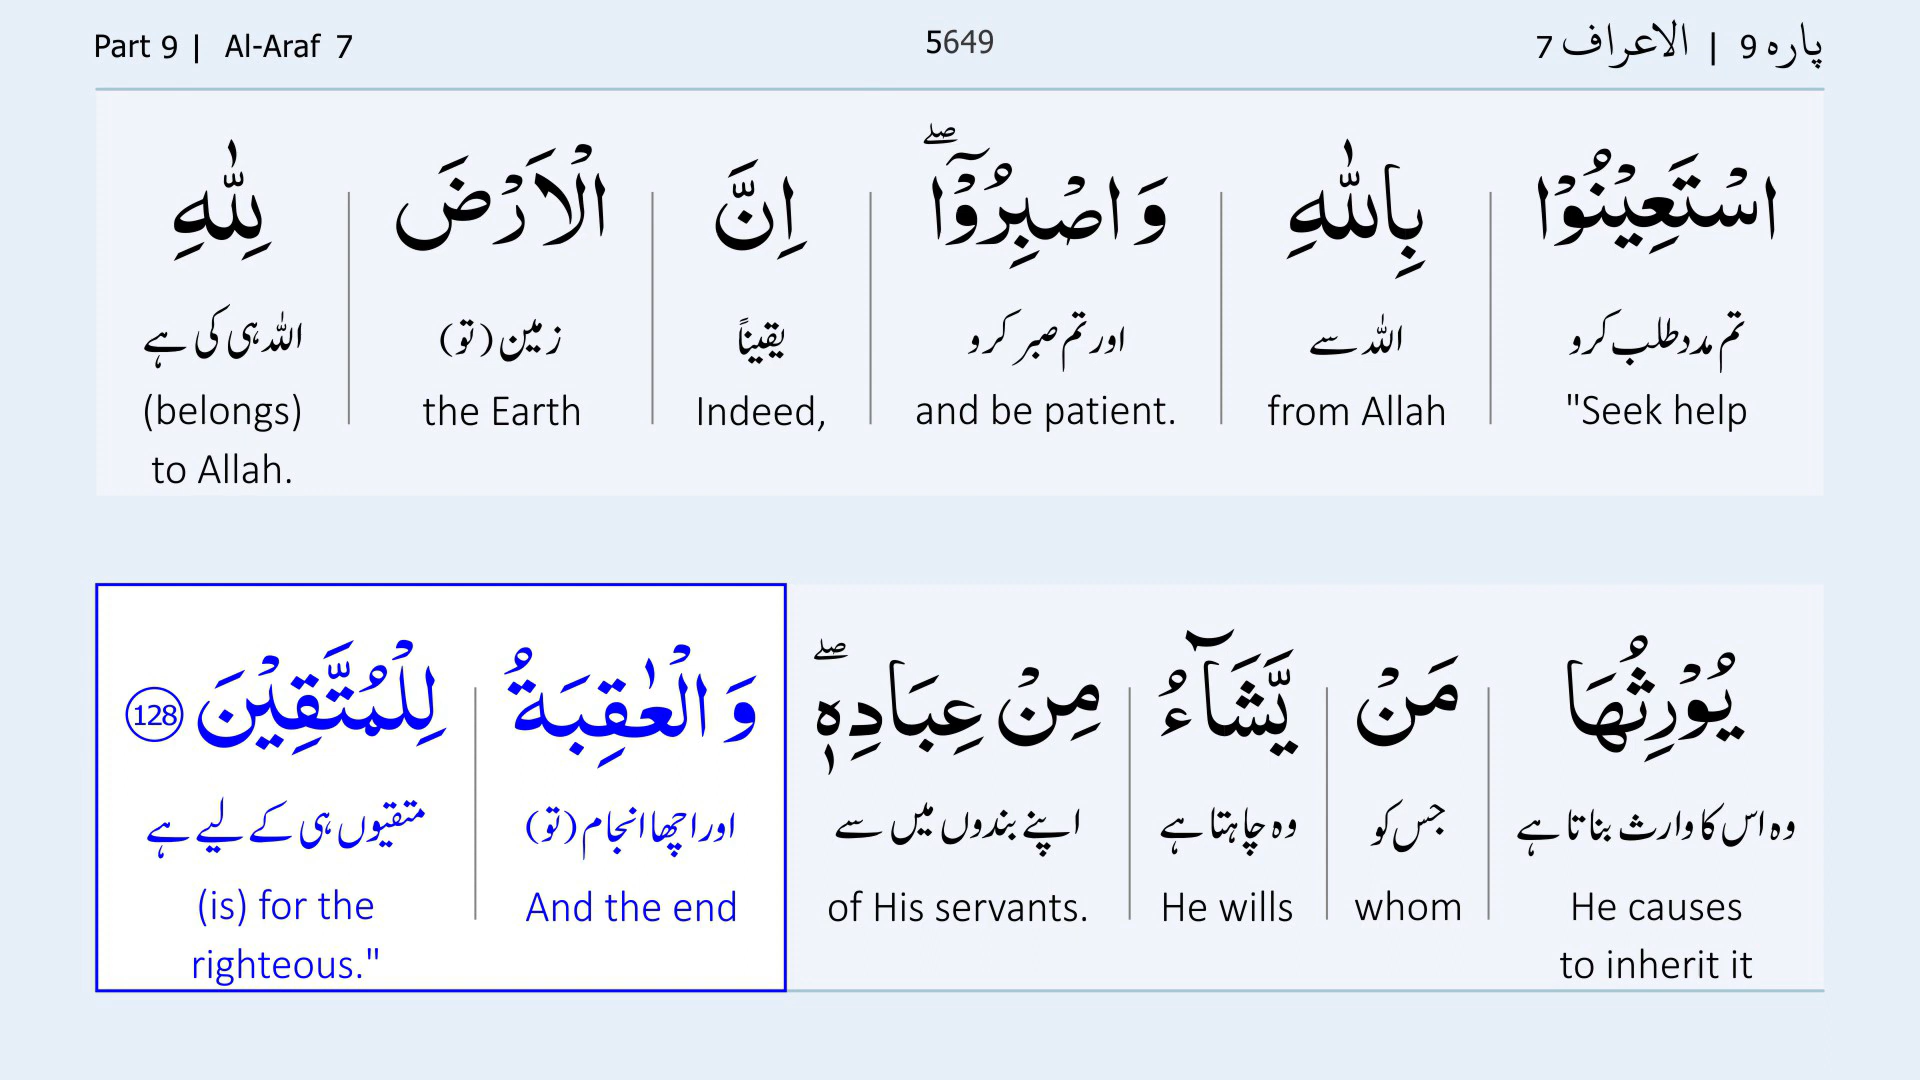 Part 9 | Al-Araf 7 5649 پارہ 9 | الاعراف 7
اسْتَعِیْنُوْا بِاللّٰهِ وَ اصْبِرُوْۤاۚۖ اِنَّ الْاَرْضَ لِلّٰهِ
تم مدد طلب کرو اللہ سے اور تم صبر کرو یقیناً زمین (تو) اللہ ہی کی ہے
"Seek help from Allah and be patient. Indeed, the Earth (belongs)
to Allah.
یُوْرِثُهَا مَنْ یَّشَآءُ مِنْ عِبَادِهٖۖ وَ الْعٰقِبَةُ لِلْمُتَّقِیْنَ 128
وہ اس کا وارث بناتا ہے جس کو وہ چاہتا ہے اپنے بندوں میں سے اور اچھا انجام (تو) متقیوں ہی کے لیے ہے
He causes whom He wills of His servants. And the end (is) for the
to inherit it righteous."